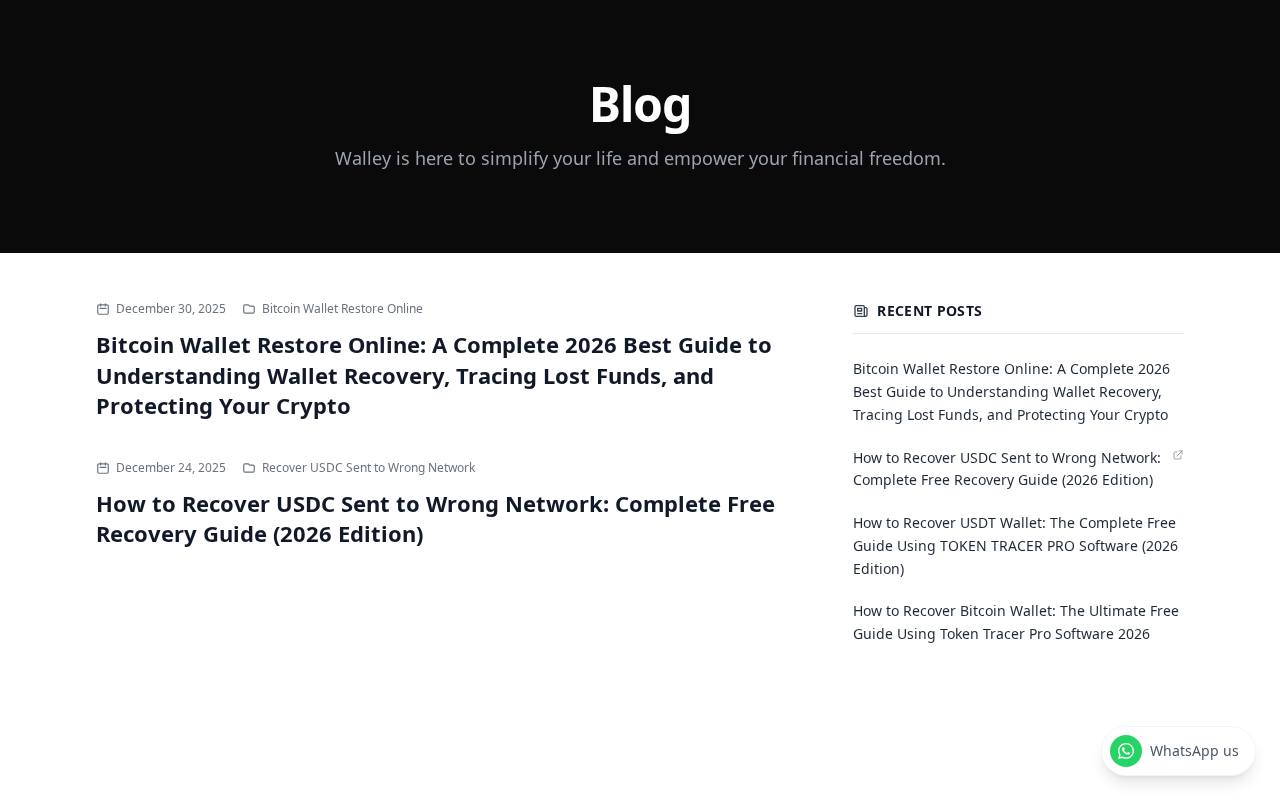 Blog
Walley is here to simplify your life and empower your financial freedom.
December 30, 2025
Bitcoin Wallet Restore Online
Bitcoin Wallet Restore Online: A Complete 2026 Best Guide to
Understanding Wallet Recovery, Tracing Lost Funds, and
Protecting Your Crypto
December 24, 2025
Recover USDC Sent to Wrong Network
How to Recover USDC Sent to Wrong Network: Complete Free
Recovery Guide (2026 Edition)
RECENT POSTS
Bitcoin Wallet Restore Online: A Complete 2026
Best Guide to Understanding Wallet Recovery,
Tracing Lost Funds, and Protecting Your Crypto
How to Recover USDC Sent to Wrong Network:
Complete Free Recovery Guide (2026 Edition)
How to Recover USDT Wallet: The Complete Free
Guide Using TOKEN TRACER PRO Software (2026
Edition)
How to Recover Bitcoin Wallet: The Ultimate Free
Guide Using Token Tracer Pro Software 2026
WhatsApp us